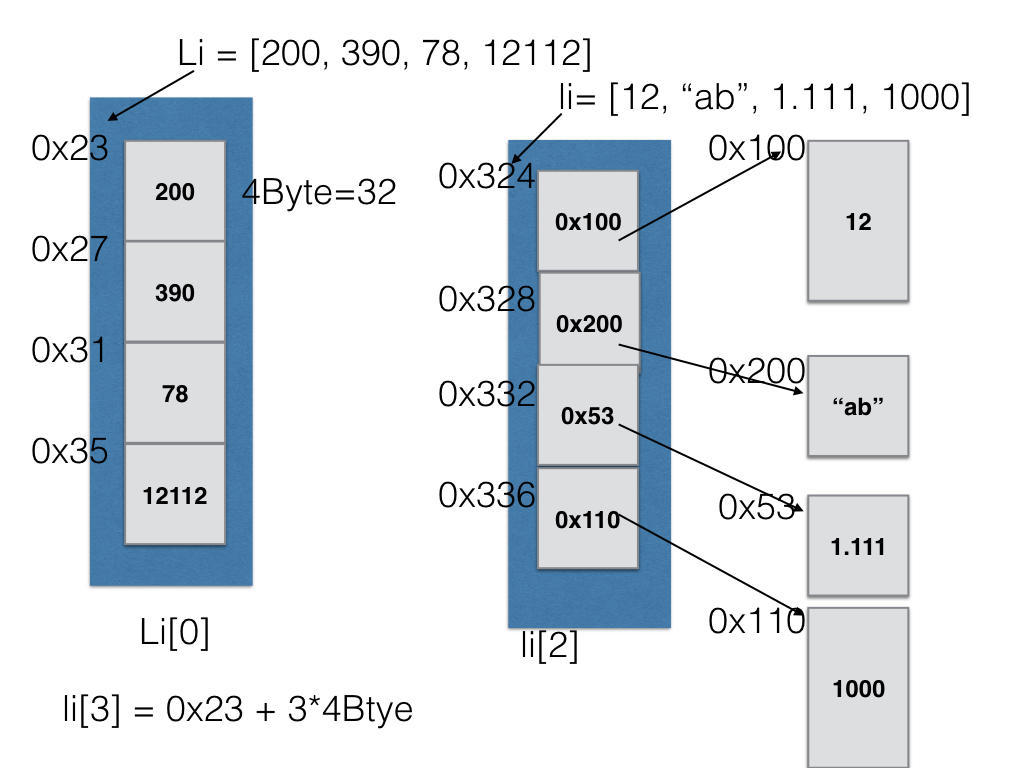 Li = [200, 390, 78, 12112]
li= [12, “ab”, 1.111, 1000]
0x23
200
4Byte=32
0x27
390
0x31
78
0x35
12112
Li[0]
li[3] = 0x23 + 3*4Btye
0x324
0x100
0x328
0x200
0x332
0x53
0x336
0x110
li[2]
0x100
12
0x200
“ab”
0x53
1.111
0x110
1000